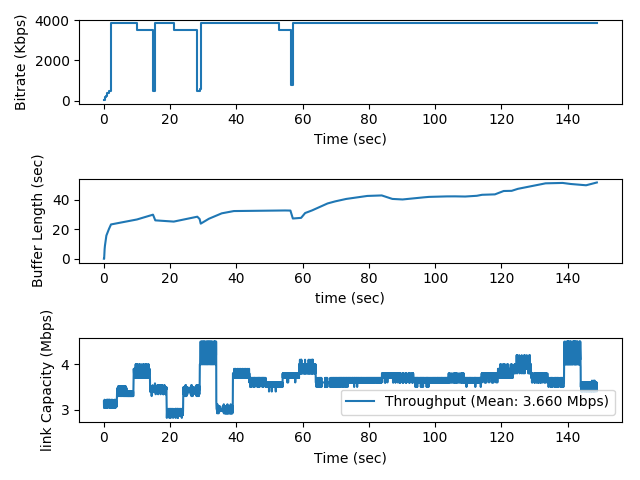 Bitrate (Kbps)
4000
2000
0
0 20 40 60 80 100 120 140
Time (sec)
Buffer Length (sec)
40
20
0
0 20 40 60 80 100 120 140
time (sec)
link Capacity (Mbps)
4
3
Throughput (Mean: 3.660 Mbps)
0 20 40 60 80 100 120 140
Time (sec)